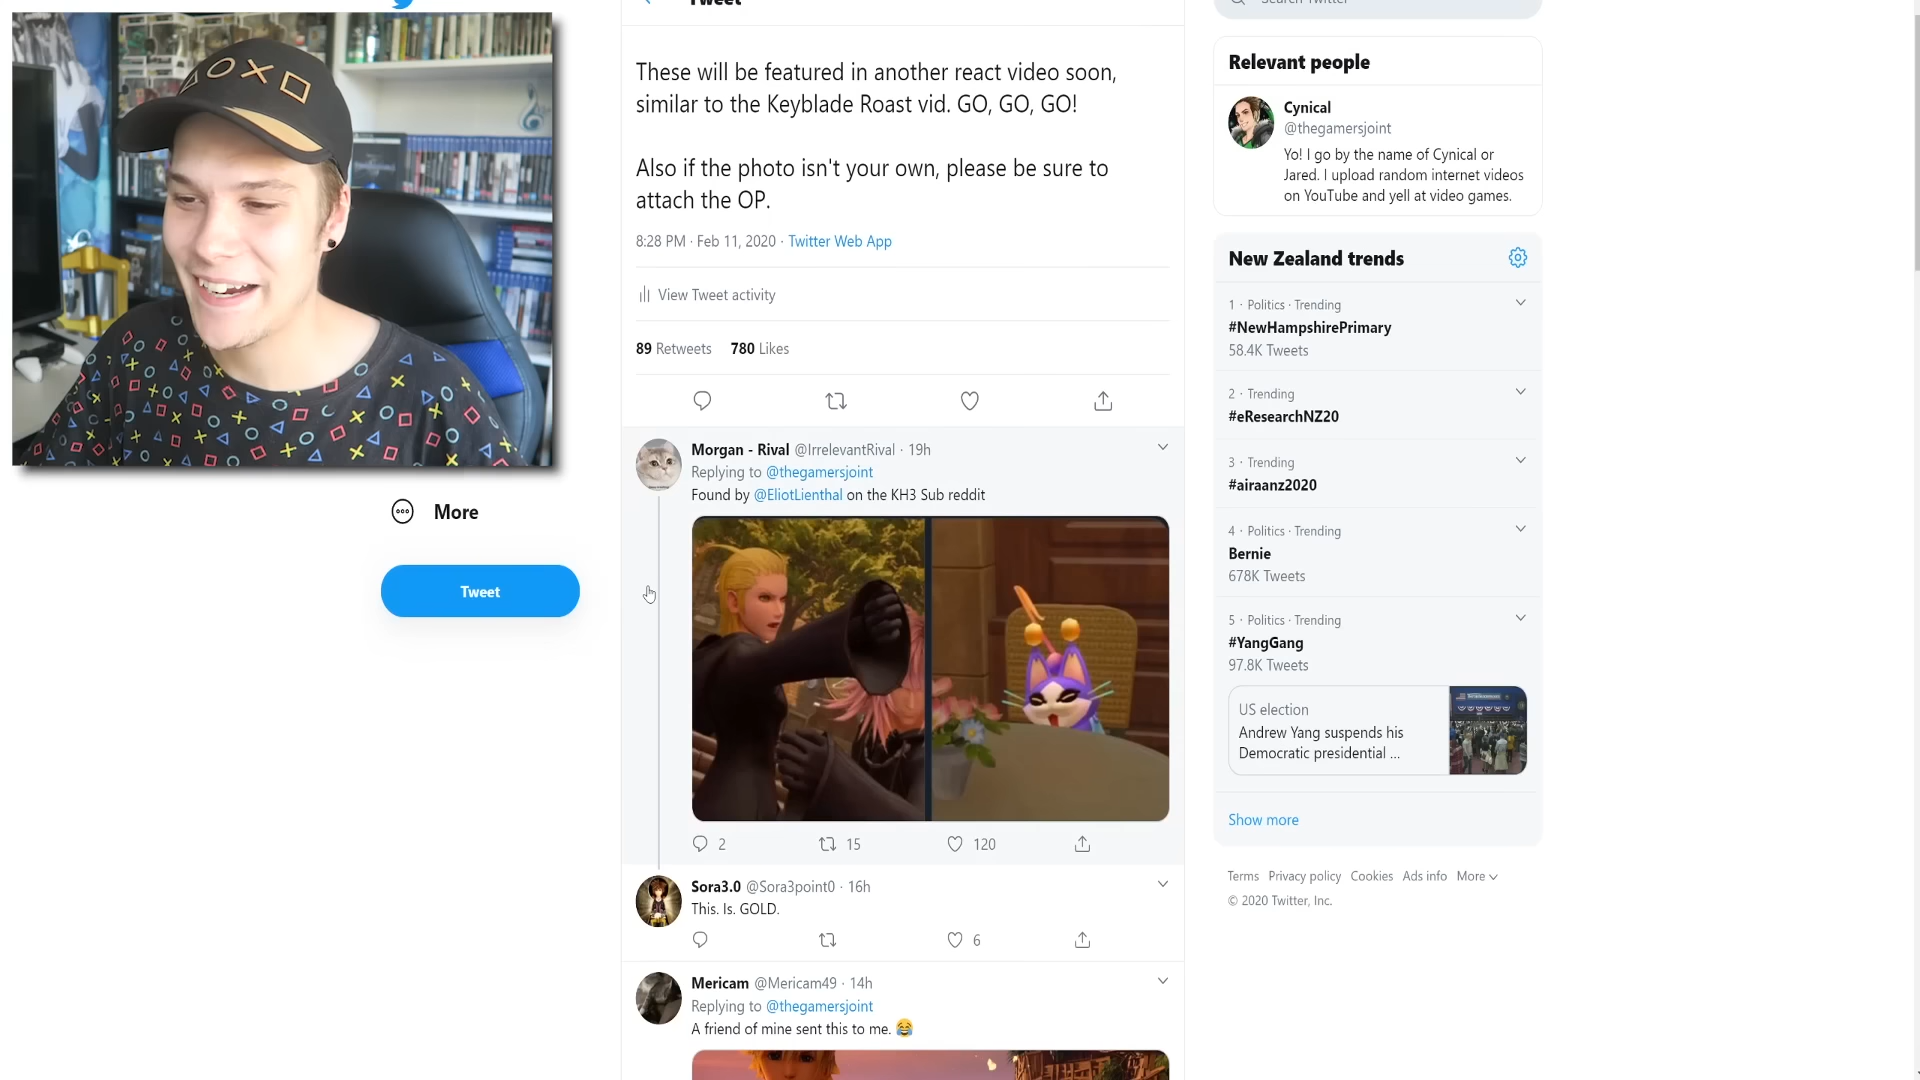 Tweet
Search Twitter
These will be featured in another react video soon,
similar to the Keyblade Roast vid. GO, GO, GO!
Also if the photo isn't your own, please be sure to
attach the OP.
8:28 PM · Feb 11, 2020 · Twitter Web App
View Tweet activity
89 Retweets 780 Likes
Morgan - Rival @IrrelevantRival · 19h
Replying to @thegamersjoint
Found by @EliotLienthal on the KH3 Sub reddit
2 15 120
Sora3.0 @Sora3point0 · 16h
This. Is. GOLD.
6
Mericam @Mericam49 · 14h
Replying to @thegamersjoint
A friend of mine sent this to me. 😂
More
Tweet
Relevant people
Cynical
@thegamersjoint
Yo! I go by the name of Cynical or
Jared. I upload random internet videos
on YouTube and yell at video games.
New Zealand trends
1 · Politics · Trending
#NewHampshirePrimary
58.4K Tweets
2 · Trending
#eResearchNZ20
3 · Trending
#airaanz2020
4 · Politics · Trending
Bernie
678K Tweets
5 · Politics · Trending
#YangGang
97.8K Tweets
US election
Andrew Yang suspends his
Democratic presidential ...
Show more
Terms Privacy policy Cookies Ads info More
© 2020 Twitter, Inc.